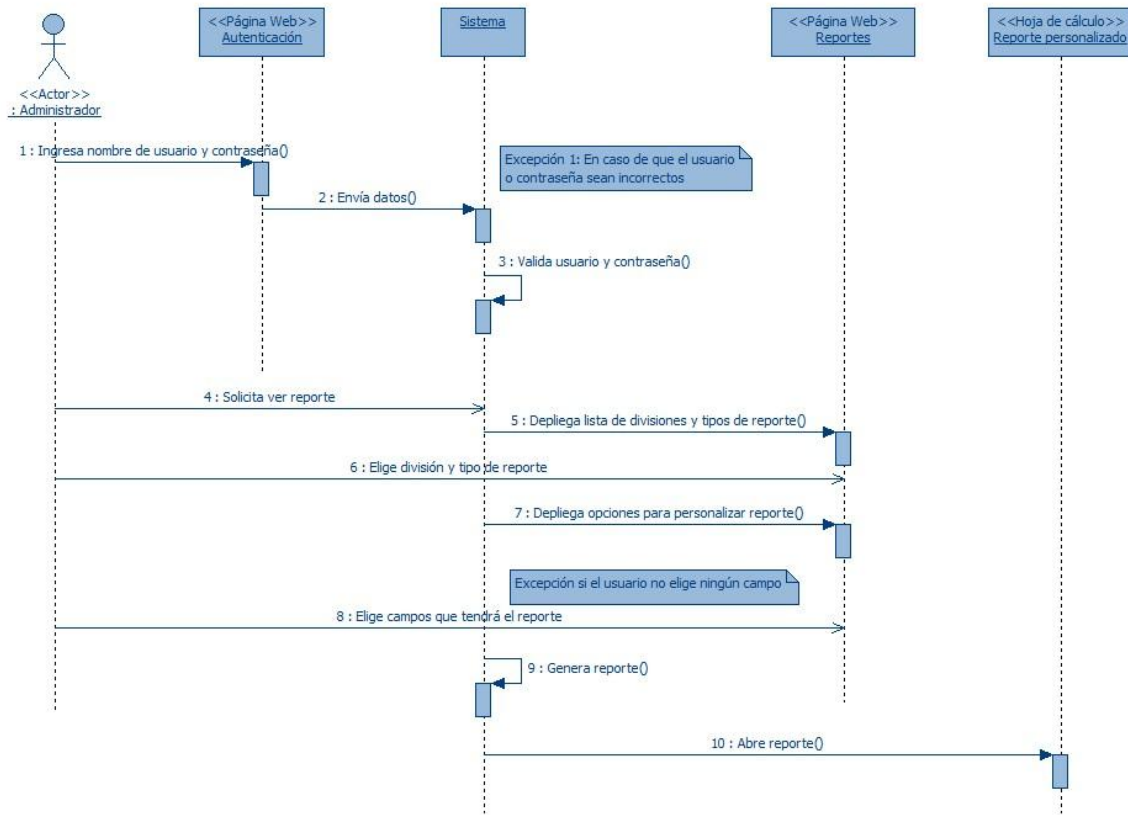 <<Página Web>>
Autenticación
Sistema
<<Página Web>>
Reportes
<<Hoja de cálculo>>
Reporte personalizado
<<Actor>>
: Administrador
1 : Ingresa nombre de usuario y contraseña()
Excepción 1: En caso de que el usuario
o contraseña sean incorrectos
2 : Envía datos()
3 : Valida usuario y contraseña()
4 : Solicita ver reporte
5 : Depliega lista de divisiones y tipos de reporte()
6 : Elige división y tipo de reporte
7 : Depliega opciones para personalizar reporte()
Excepción si el usuario no elige ningún campo
8 : Elige campos que tendrá el reporte
9 : Genera reporte()
10 : Abre reporte()